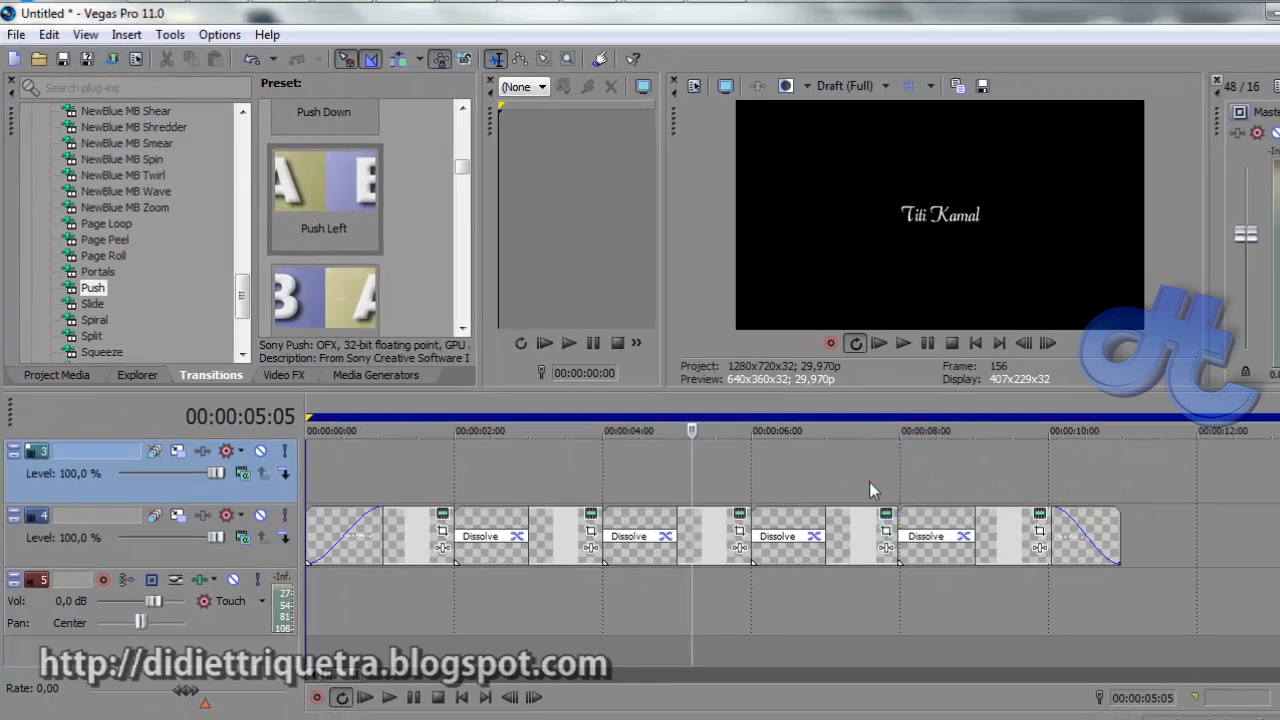 Untitled * - Vegas Pro 11.0
File Edit View Insert Tools Options Help
Search plug-ins
Preset:
(None
Draft (Full)
48 / 16
NewBlue MB Shear
NewBlue MB Shredder
NewBlue MB Smear
NewBlue MB Spin
NewBlue MB Twirl
NewBlue MB Wave
NewBlue MB Zoom
Page Loop
Page Peel
Page Roll
Portals
Push
Slide
Spiral
Split
Squeeze
Push Down
A E
Push Left
B A
Sony Push: OFX, 32-bit floating point, GPU
Description: From Sony Creative Software I
Project Media Explorer Transitions Video FX Media Generators
00:00:00:00
Titi Kamal
Project: 1280x720x32; 29,970p
Preview: 640x360x32; 29,970p
Frame: 156
Display: 407x229x32
00:00:05:05
00:00:00:00 00:00:02:00 00:00:04:00 00:00:06:00 00:00:08:00 00:00:10:00 00:00:12:00
3
Level: 100,0 %
4
Level: 100,0 %
Dissolve Dissolve Dissolve Dissolve
5
-Inf.
Vol: 0,0 dB Touch
Pan: Center
27
54
81
108
http://didiettriquetra.blogspot.com
Rate: 0,00
00:00:05:05